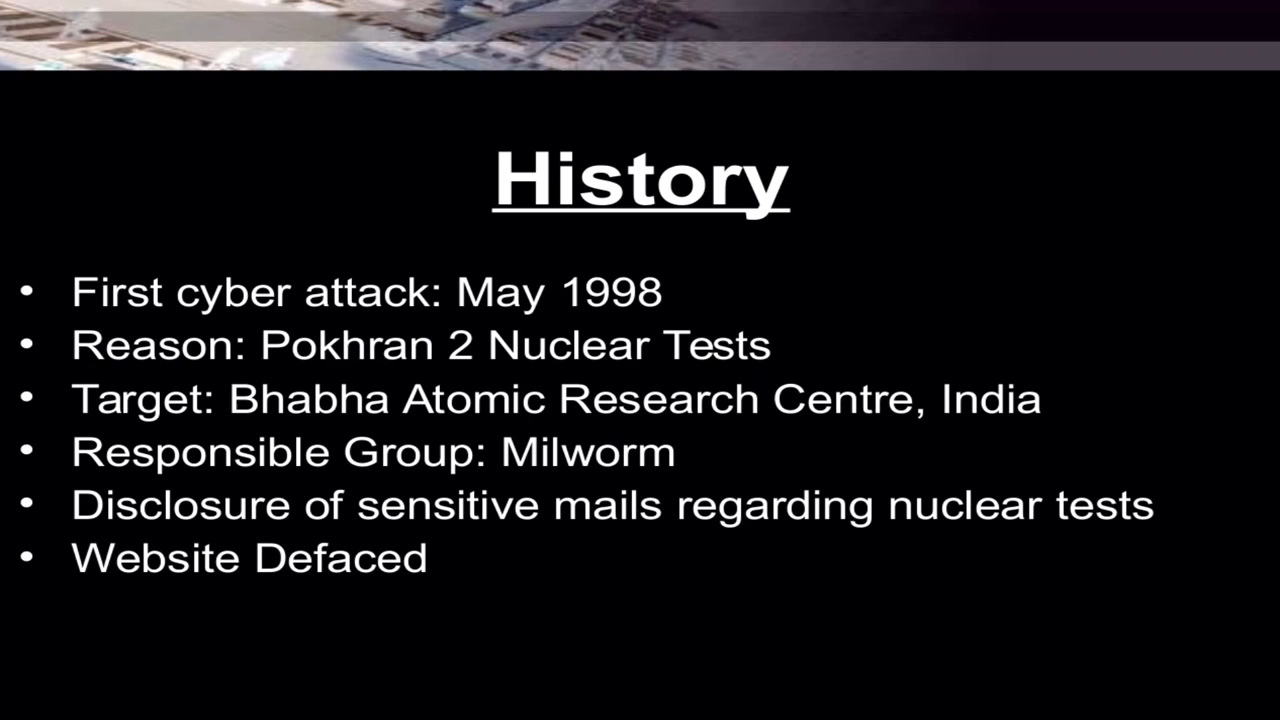 History
• First cyber attack: May 1998
• Reason: Pokhran 2 Nuclear Tests
• Target: Bhabha Atomic Research Centre, India
• Responsible Group: Milworm
• Disclosure of sensitive mails regarding nuclear tests
• Website Defaced